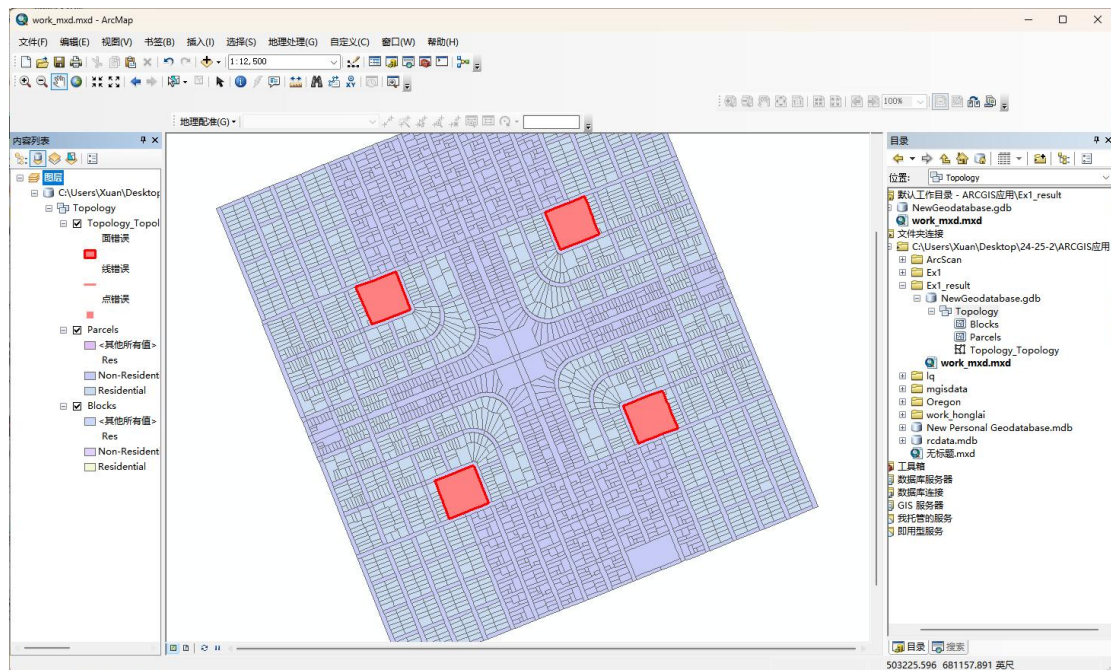 work_mxd.mxd - ArcMap
文件(F) 编辑(E) 视图(V) 书签(B) 插入(I) 选择(S) 地理处理(G) 自定义(C) 窗口(W) 帮助(H)
1:12,500
100%
地理配准(G)
内容列表
图层
C:\Users\Xuan\Desktop
Topology
Topology_Topol
面错误
线错误
点错误
Parcels
<其他所有值>
Res
Non-Resident
Residential
Blocks
<其他所有值>
Res
Non-Resident
Residential
目录
位置: Topology
默认工作目录 - ARCGIS应用\Ex1_result
NewGeodatabase.gdb
work_mxd.mxd
文件夹连接
C:\Users\Xuan\Desktop\24-25-2\ARCGIS应用
ArcScan
Ex1
Ex1_result
NewGeodatabase.gdb
Topology
Blocks
Parcels
Topology_Topology
work_mxd.mxd
lq
mgisdata
Oregon
work_honglai
New Personal Geodatabase.mdb
rcdata.mdb
无标题.mxd
工具箱
数据库服务器
数据库连接
GIS 服务器
我托管的服务
即用型服务
目录 搜索
503225.596 681157.891 英尺